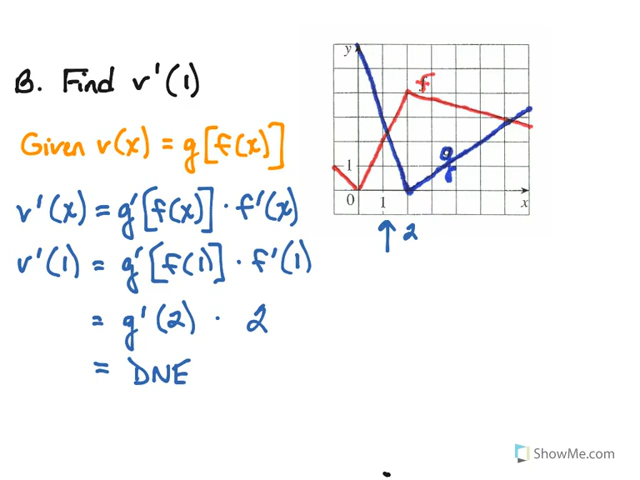 B. Find v'(1)
Given v(x) = g[f(x)]
v'(x) = g'[f(x)] · f'(x)
v'(1) = g'[f(1)] · f'(1)
= g'(2) · 2
= DNE
y
f
g
1
0 1 x
↑ 2
ShowMe.com